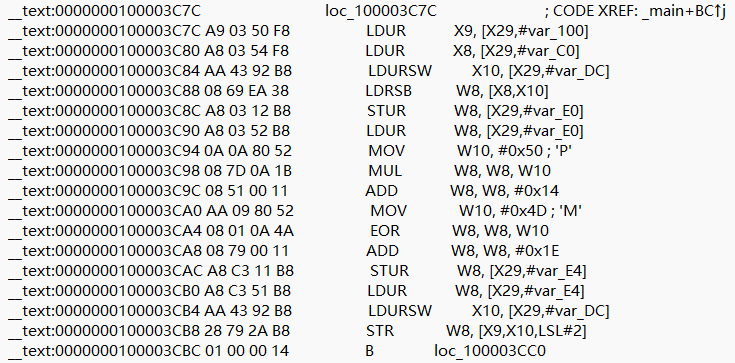 __text:0000000100003C7C loc_100003C7C ; CODE XREF: _main+BC↑j
__text:0000000100003C7C A9 03 50 F8 LDUR X9, [X29,#var_100]
__text:0000000100003C80 A8 03 54 F8 LDUR X8, [X29,#var_C0]
__text:0000000100003C84 AA 43 92 B8 LDURSW X10, [X29,#var_DC]
__text:0000000100003C88 08 69 EA 38 LDRSB W8, [X8,X10]
__text:0000000100003C8C A8 03 12 B8 STUR W8, [X29,#var_E0]
__text:0000000100003C90 A8 03 52 B8 LDUR W8, [X29,#var_E0]
__text:0000000100003C94 0A 0A 80 52 MOV W10, #0x50 ; 'P'
__text:0000000100003C98 08 7D 0A 1B MUL W8, W8, W10
__text:0000000100003C9C 08 51 00 11 ADD W8, W8, #0x14
__text:0000000100003CA0 AA 09 80 52 MOV W10, #0x4D ; 'M'
__text:0000000100003CA4 08 01 0A 4A EOR W8, W8, W10
__text:0000000100003CA8 08 79 00 11 ADD W8, W8, #0x1E
__text:0000000100003CAC A8 C3 11 B8 STUR W8, [X29,#var_E4]
__text:0000000100003CB0 A8 C3 51 B8 LDUR W8, [X29,#var_E4]
__text:0000000100003CB4 AA 43 92 B8 LDURSW X10, [X29,#var_DC]
__text:0000000100003CB8 28 79 2A B8 STR W8, [X9,X10,LSL#2]
__text:0000000100003CBC 01 00 00 14 B loc_100003CC0